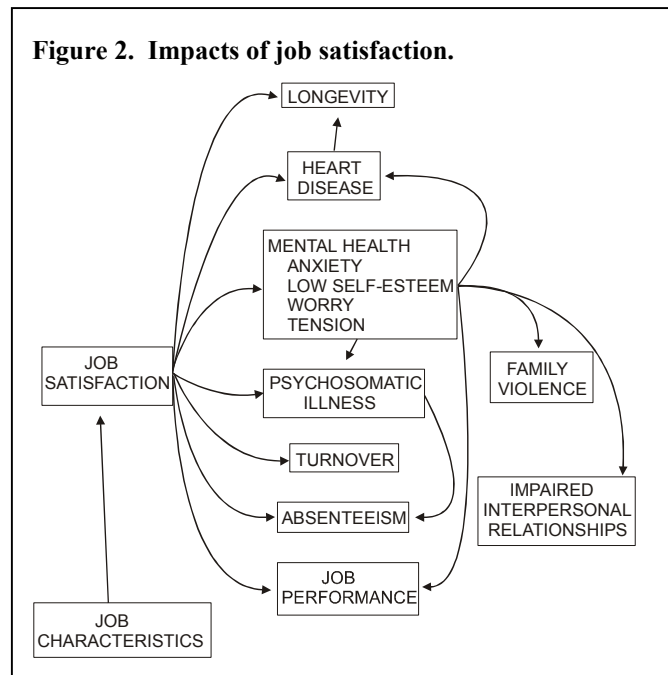 Figure 2. Impacts of job satisfaction.
LONGEVITY
HEART
DISEASE
MENTAL HEALTH
ANXIETY
LOW SELF-ESTEEM
WORRY
TENSION
JOB
SATISFACTION
PSYCHOSOMATIC
ILLNESS
FAMILY
VIOLENCE
TURNOVER
ABSENTEEISM
IMPAIRED
INTERPERSONAL
RELATIONSHIPS
JOB
PERFORMANCE
JOB
CHARACTERISTICS